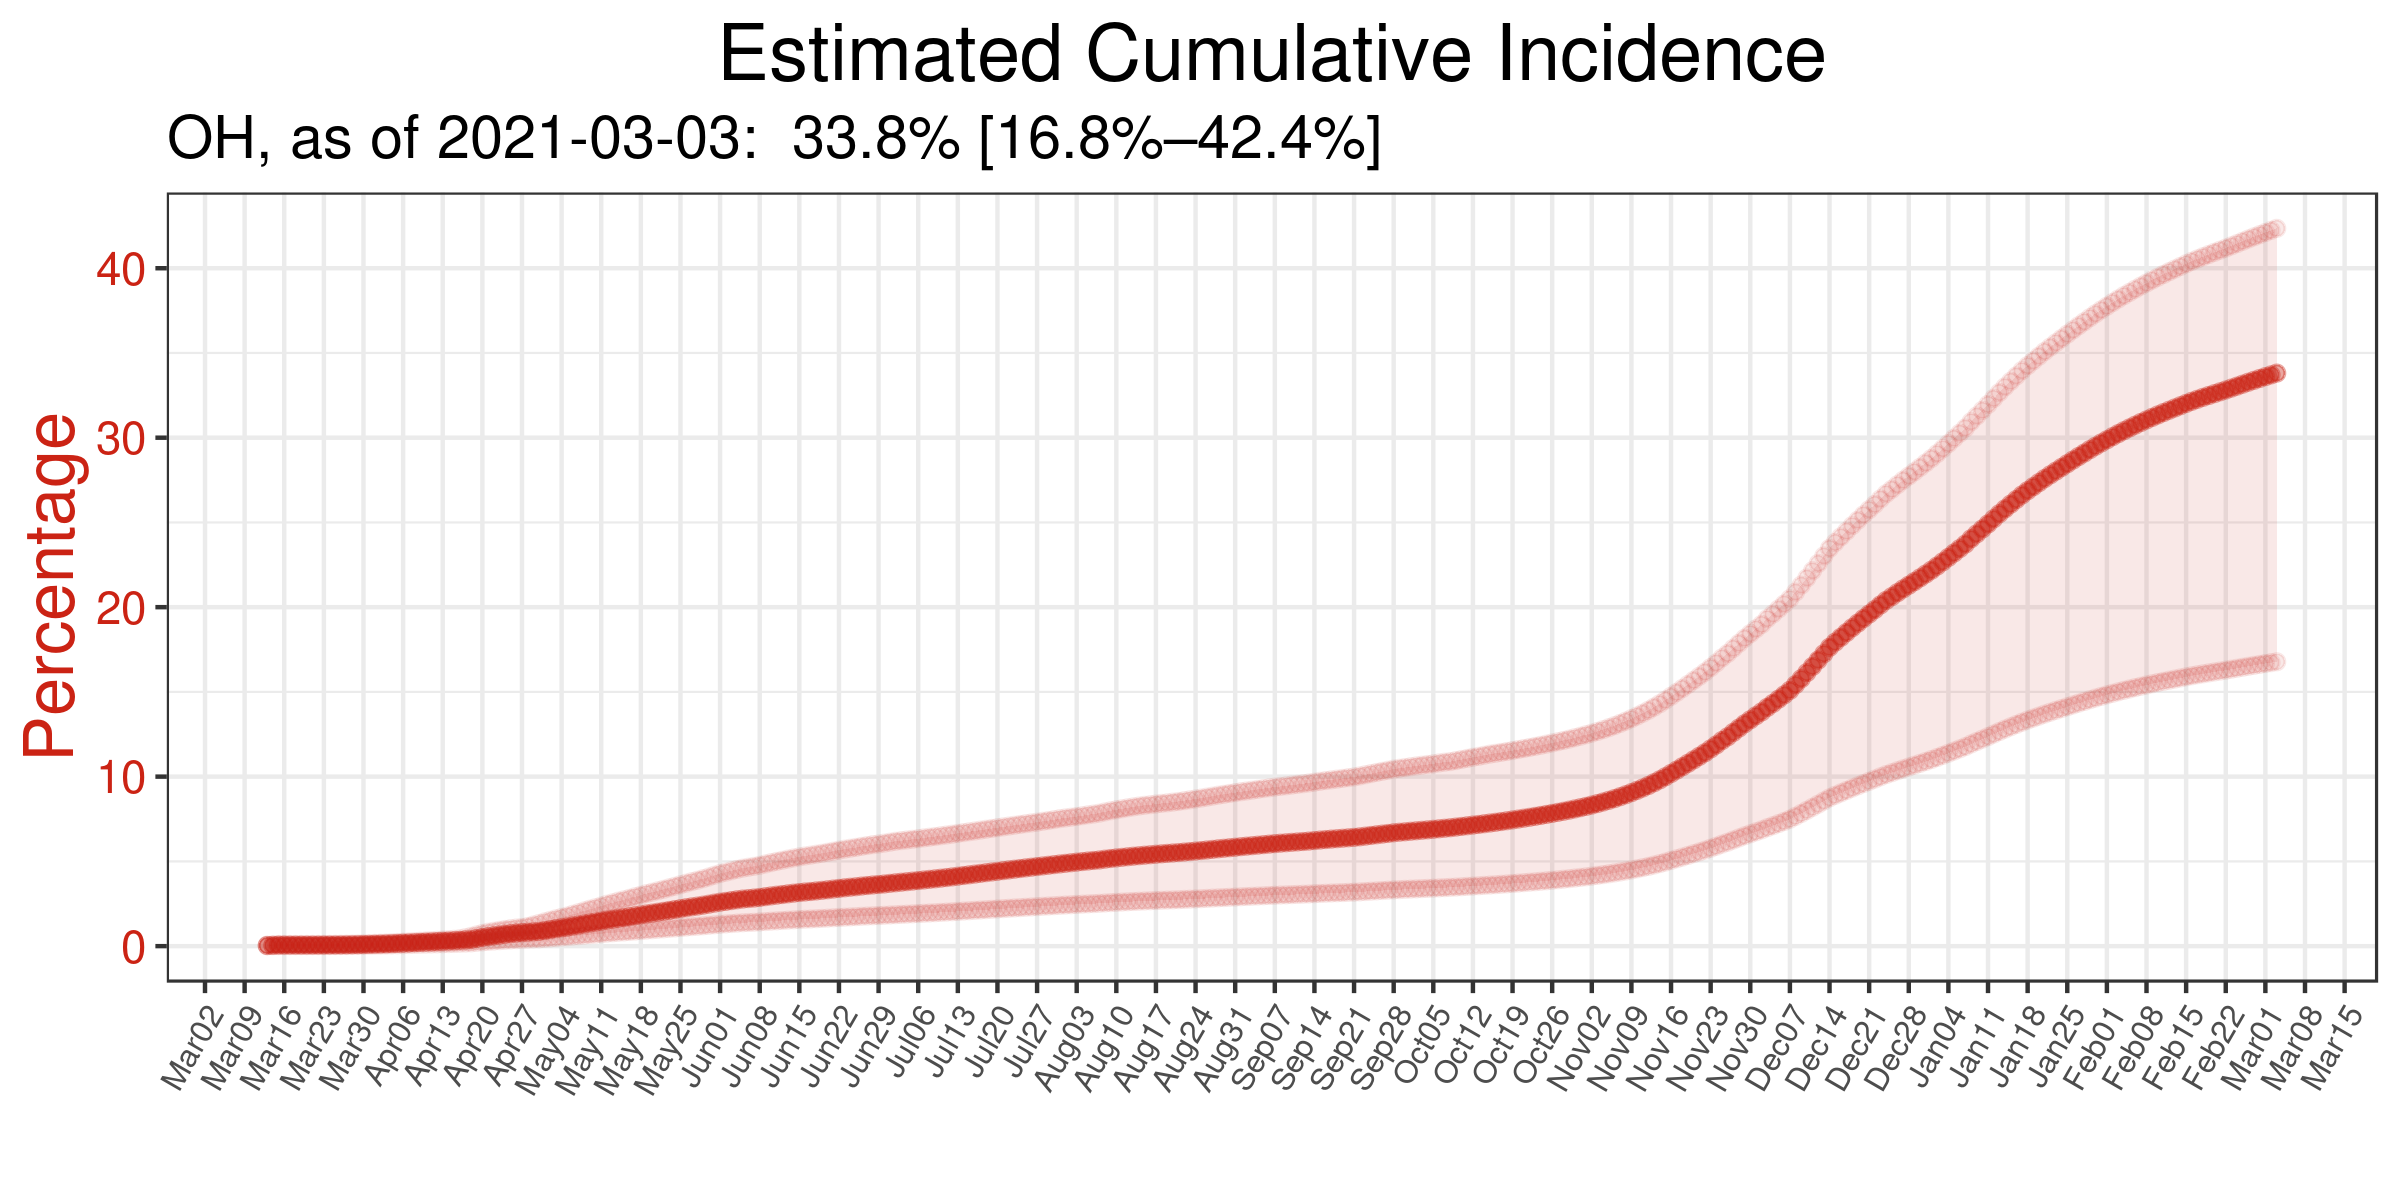 Estimated Cumulative Incidence
OH, as of 2021-03-03:  33.8% [16.8%–42.4%]
Percentage
40
30
20
10
0
Mar02
Mar09
Mar16
Mar23
Mar30
Apr06
Apr13
Apr20
Apr27
May04
May11
May18
May25
Jun01
Jun08
Jun15
Jun22
Jun29
Jul06
Jul13
Jul20
Jul27
Aug03
Aug10
Aug17
Aug24
Aug31
Sep07
Sep14
Sep21
Sep28
Oct05
Oct12
Oct19
Oct26
Nov02
Nov09
Nov16
Nov23
Nov30
Dec07
Dec14
Dec21
Dec28
Jan04
Jan11
Jan18
Jan25
Feb01
Feb08
Feb15
Feb22
Mar01
Mar08
Mar15